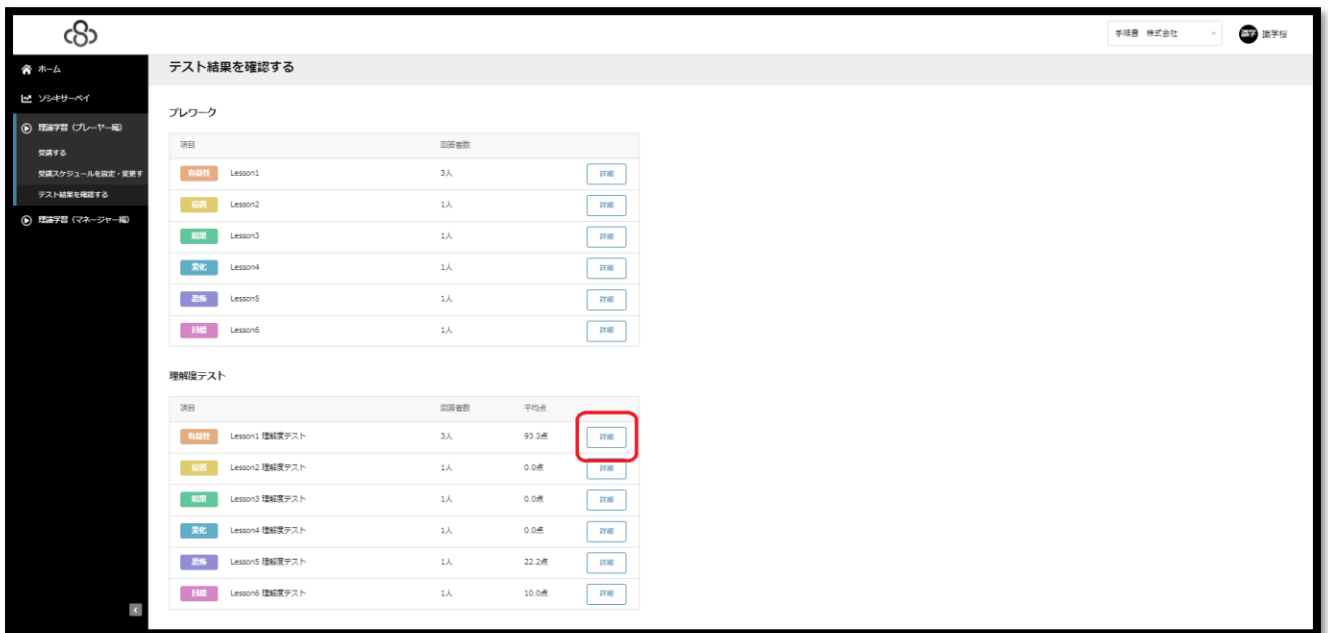 手順書 株式会社
識学 識学桜
ホーム
ソシキサーベイ
理論学習（プレーヤー編）
受講する
受講スケジュールを設定・変更す
テスト結果を確認する
理論学習（マネージャー編）
テスト結果を確認する
プレワーク
項目 回答者数
有益性 Lesson1 3人 詳細
位置 Lesson2 1人 詳細
結果 Lesson3 1人 詳細
変化 Lesson4 1人 詳細
恐怖 Lesson5 1人 詳細
目標 Lesson6 1人 詳細
理解度テスト
項目 回答者数 平均点
有益性 Lesson1 理解度テスト 3人 93.3点 詳細
位置 Lesson2 理解度テスト 1人 0.0点 詳細
結果 Lesson3 理解度テスト 1人 0.0点 詳細
変化 Lesson4 理解度テスト 1人 0.0点 詳細
恐怖 Lesson5 理解度テスト 1人 22.2点 詳細
目標 Lesson6 理解度テスト 1人 10.0点 詳細